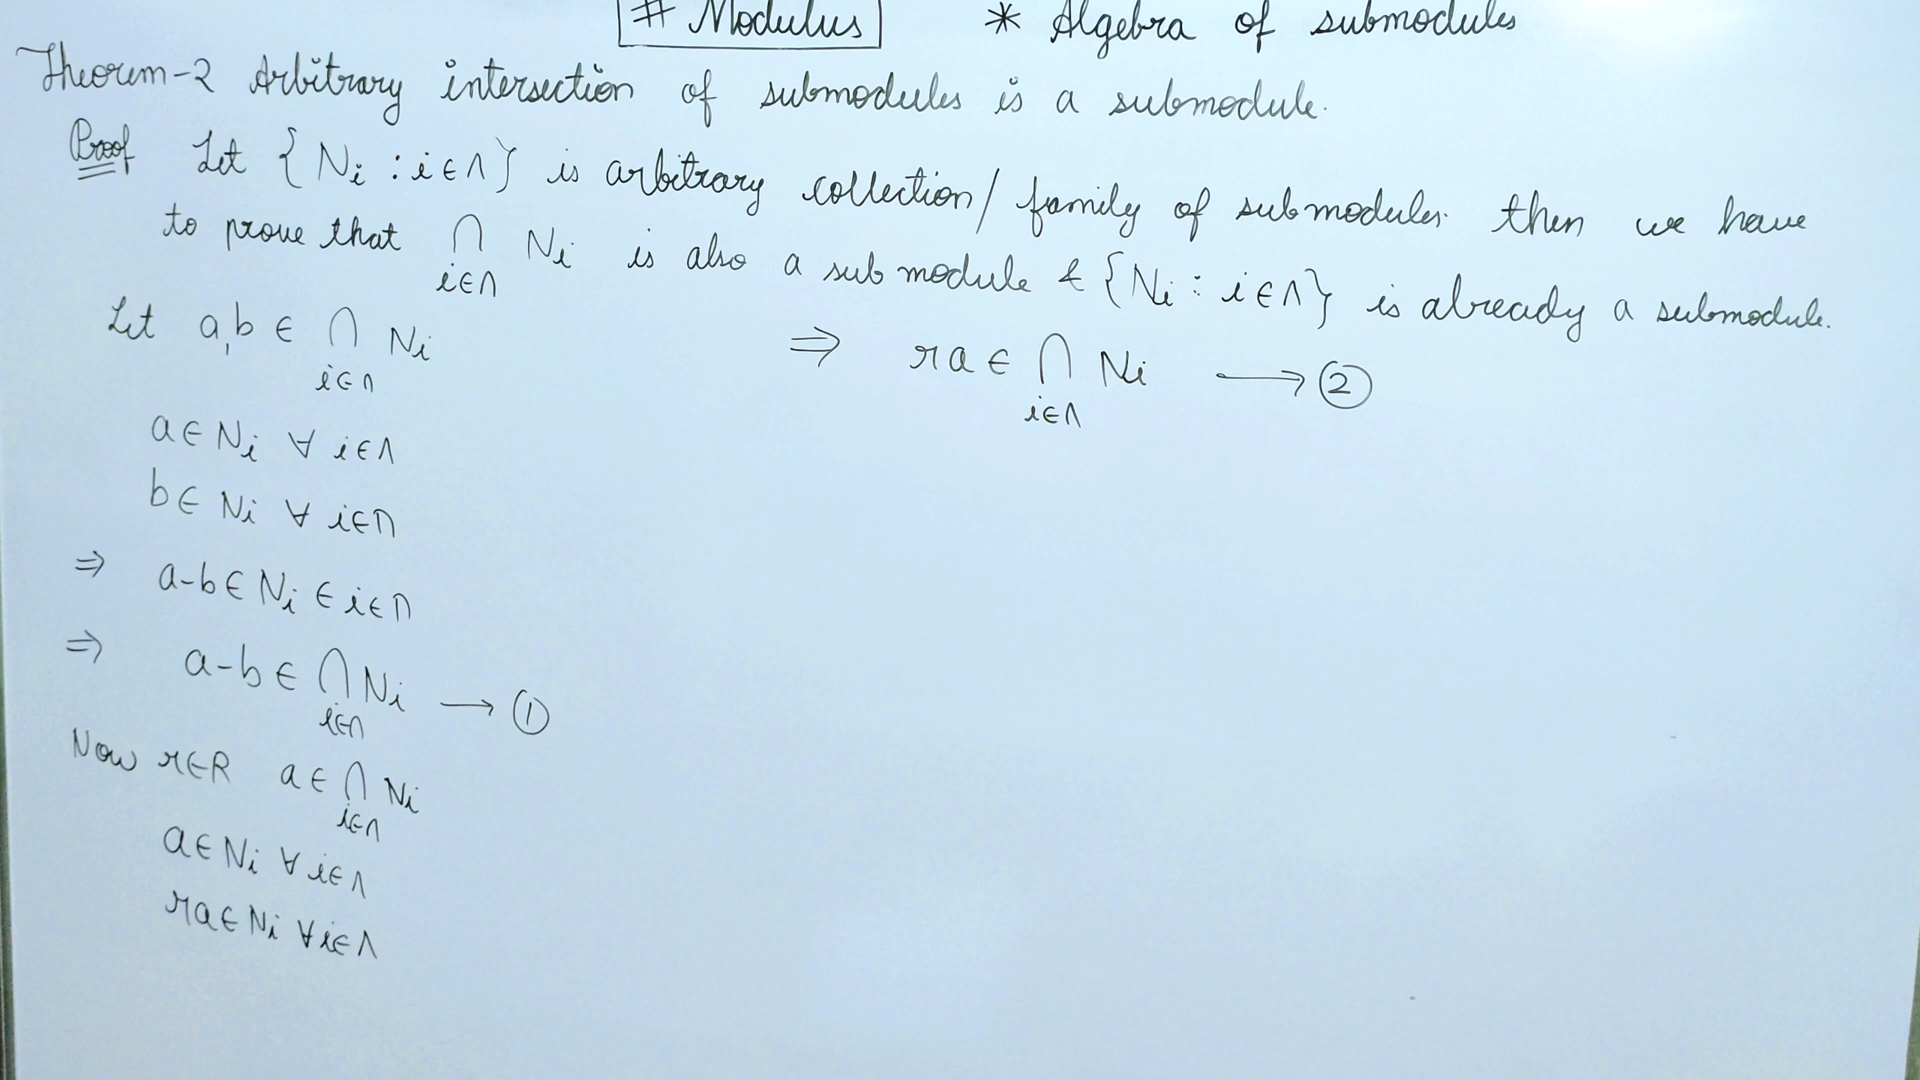 # Modulus * Algebra of submodules
Theorem-2 Arbitrary intersection of submodules is a submodule.
Proof Let {Ni : i∈Λ} is arbitrary collection/family of submodules. then we have
to prove that ⋂ Ni is also a submodule & {Ni : i∈Λ} is already a submodule.
i∈Λ
Let a,b ∈ ⋂ Ni
i∈Λ
a∈Ni ∀ i∈Λ
b∈Ni ∀ i∈Λ
⇒ a-b∈Ni ∈ i∈Λ
⇒ a-b ∈ ⋂ Ni → ①
i∈Λ
Now r∈R a∈ ⋂ Ni
i∈Λ
a∈Ni ∀ i∈Λ
ra∈Ni ∀ i∈Λ
⇒ ra ∈ ⋂ Ni → ②
i∈Λ